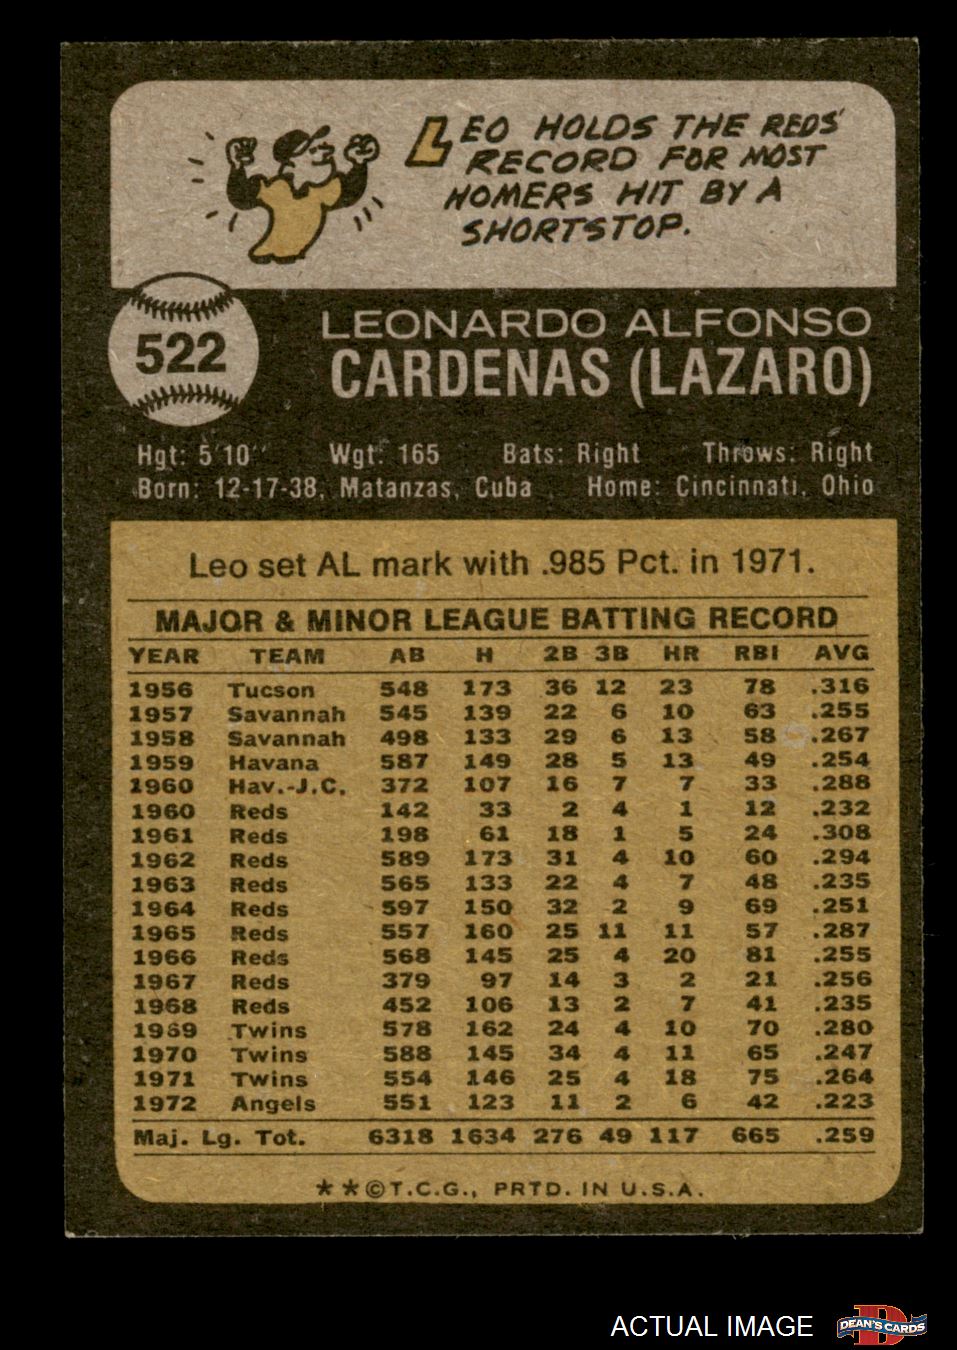 LEO HOLDS THE REDS'
RECORD FOR MOST
HOMERS HIT BY A
SHORTSTOP.
522
LEONARDO ALFONSO
CARDENAS (LAZARO)
Hgt: 5'10" Wgt: 165 Bats: Right Throws: Right
Born: 12-17-38, Matanzas, Cuba Home: Cincinnati, Ohio
Leo set AL mark with .985 Pct. in 1971.
MAJOR & MINOR LEAGUE BATTING RECORD
YEAR TEAM AB H 2B 3B HR RBI AVG
1956 Tucson 548 173 36 12 23 78 .316
1957 Savannah 545 139 22 6 10 63 .255
1958 Savannah 498 133 29 6 13 58 .267
1959 Havana 587 149 28 5 13 49 .254
1960 Hav.-J.C. 372 107 16 7 7 33 .288
1960 Reds 142 33 2 4 1 12 .232
1961 Reds 198 61 18 1 5 24 .308
1962 Reds 589 173 31 4 10 60 .294
1963 Reds 565 133 22 4 7 48 .235
1964 Reds 597 150 32 2 9 69 .251
1965 Reds 557 160 25 11 11 57 .287
1966 Reds 568 145 25 4 20 81 .255
1967 Reds 379 97 14 3 2 21 .256
1968 Reds 452 106 13 2 7 41 .235
1969 Twins 578 162 24 4 10 70 .280
1970 Twins 588 145 34 4 11 65 .247
1971 Twins 554 146 25 4 18 75 .264
1972 Angels 551 123 11 2 6 42 .223
Maj. Lg. Tot. 6318 1634 276 49 117 665 .259
**©T.C.G., PRTD. IN U.S.A.
ACTUAL IMAGE
DEAN'S CARDS